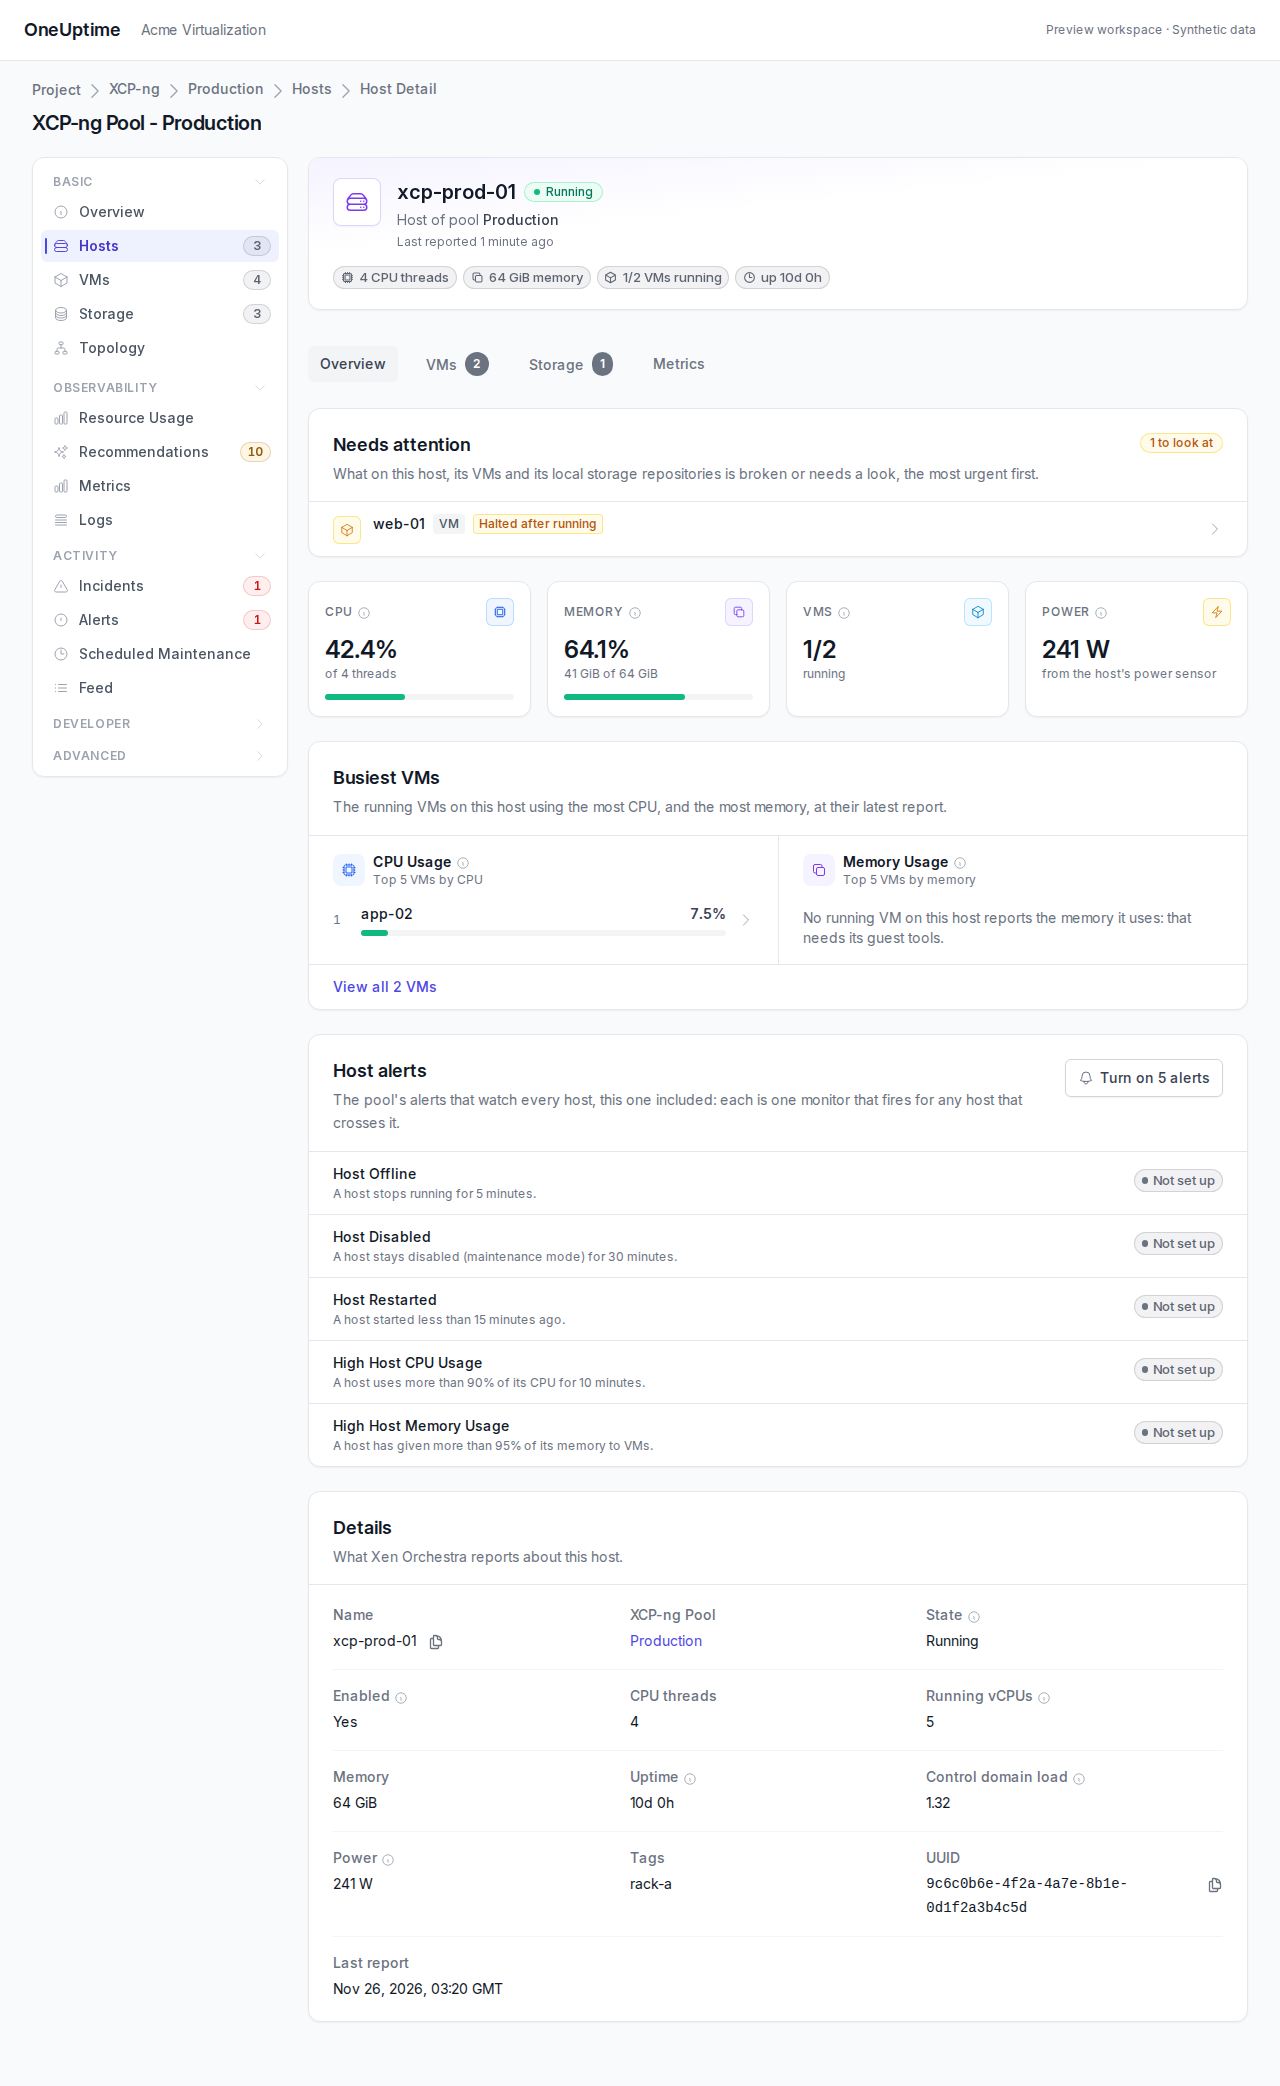 OneUptime
Acme Virtualization
Preview workspace · Synthetic data
Project
XCP-ng
Production
Hosts
Host Detail
XCP-ng Pool - Production
BASIC
Overview
Hosts 3
VMs 4
Storage 3
Topology
OBSERVABILITY
Resource Usage
Recommendations 10
Metrics
Logs
ACTIVITY
Incidents 1
Alerts 1
Scheduled Maintenance
Feed
DEVELOPER
ADVANCED
xcp-prod-01 Running
Host of pool Production
Last reported 1 minute ago
4 CPU threads
64 GiB memory
1/2 VMs running
up 10d 0h
Overview
VMs 2
Storage 1
Metrics
Needs attention
1 to look at
What on this host, its VMs and its local storage repositories is broken or needs a look, the most urgent first.
web-01 VM Halted after running
CPU
42.4%
of 4 threads
MEMORY
64.1%
41 GiB of 64 GiB
VMS
1/2
running
POWER
241 W
from the host's power sensor
Busiest VMs
The running VMs on this host using the most CPU, and the most memory, at their latest report.
CPU Usage
Top 5 VMs by CPU
1 app-02 7.5%
Memory Usage
Top 5 VMs by memory
No running VM on this host reports the memory it uses: that
needs its guest tools.
View all 2 VMs
Host alerts
Turn on 5 alerts
The pool's alerts that watch every host, this one included: each is one monitor that fires for any host that
crosses it.
Host Offline
A host stops running for 5 minutes.
Not set up
Host Disabled
A host stays disabled (maintenance mode) for 30 minutes.
Not set up
Host Restarted
A host started less than 15 minutes ago.
Not set up
High Host CPU Usage
A host uses more than 90% of its CPU for 10 minutes.
Not set up
High Host Memory Usage
A host has given more than 95% of its memory to VMs.
Not set up
Details
What Xen Orchestra reports about this host.
Name
xcp-prod-01
XCP-ng Pool
Production
State
Running
Enabled
Yes
CPU threads
4
Running vCPUs
5
Memory
64 GiB
Uptime
10d 0h
Control domain load
1.32
Power
241 W
Tags
rack-a
UUID
9c6c0b6e-4f2a-4a7e-8b1e-
0d1f2a3b4c5d
Last report
Nov 26, 2026, 03:20 GMT